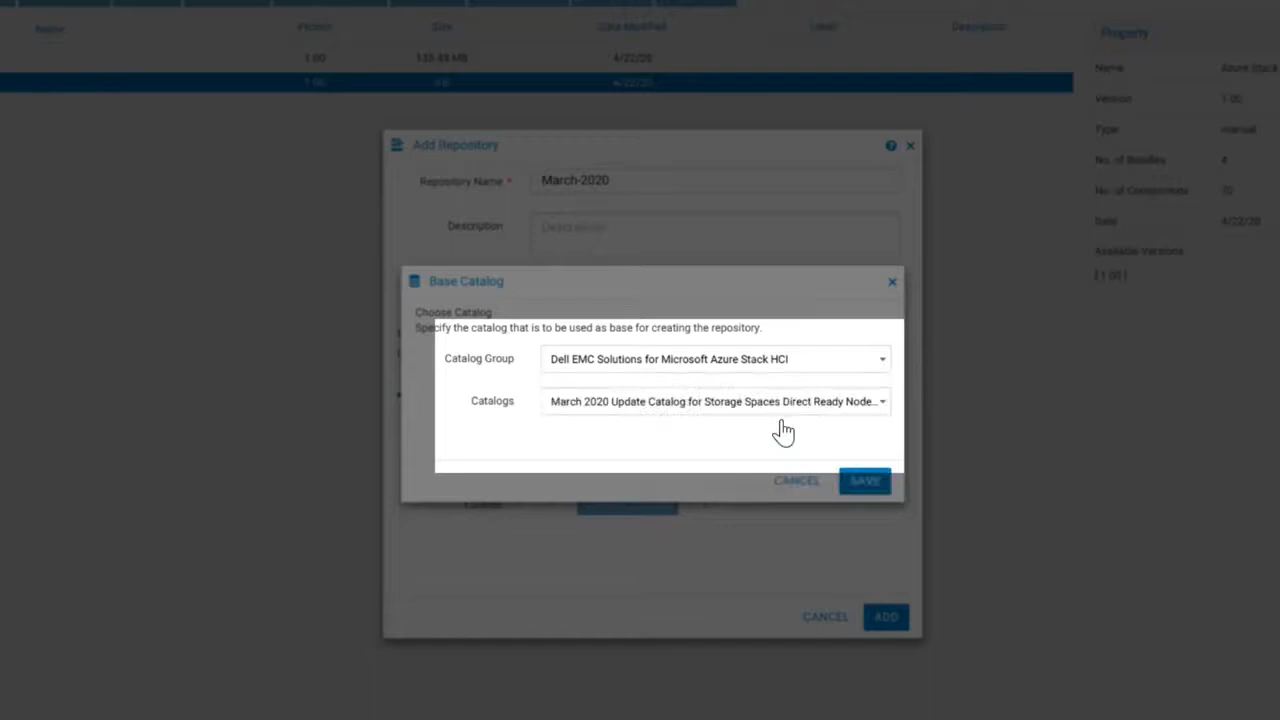 Name Version Size Date Modified Label Description
1.00 133.43 MB 4/22/20
1.00 4/22/20
Property
Name Azure Stack
Version 1.00
Type manual
No. of Bundles 4
No. of Components
Date 4/22/20
Available Versions
[ 1.00 ]
Add Repository
Repository Name * March-2020
Description Description
Base Catalog
Choose Catalog
Specify the catalog that is to be used as base for creating the repository.
Catalog Group Dell EMC Solutions for Microsoft Azure Stack HCI
Catalogs March 2020 Update Catalog for Storage Spaces Direct Ready Node...
CANCEL SAVE
CANCEL ADD